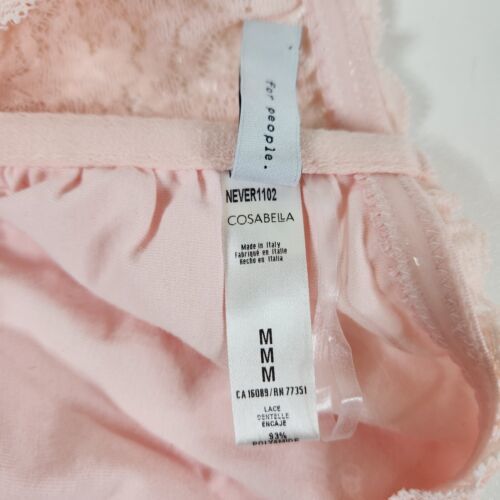 for people.
NEVER1102
COSABELLA
Made in Italy
Fabriqué en Italie
Hecho en Italia
M
M
M
CA 16089/RN 77351
LACE
DENTELLE
ENCAJE
93%
POLYAMIDE